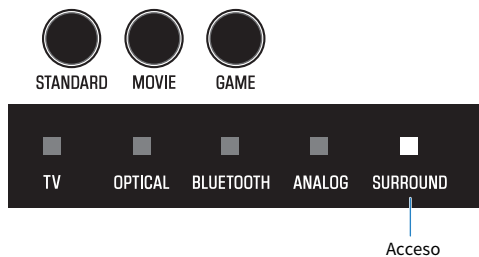 STANDARD MOVIE GAME
TV OPTICAL BLUETOOTH ANALOG SURROUND
Acceso